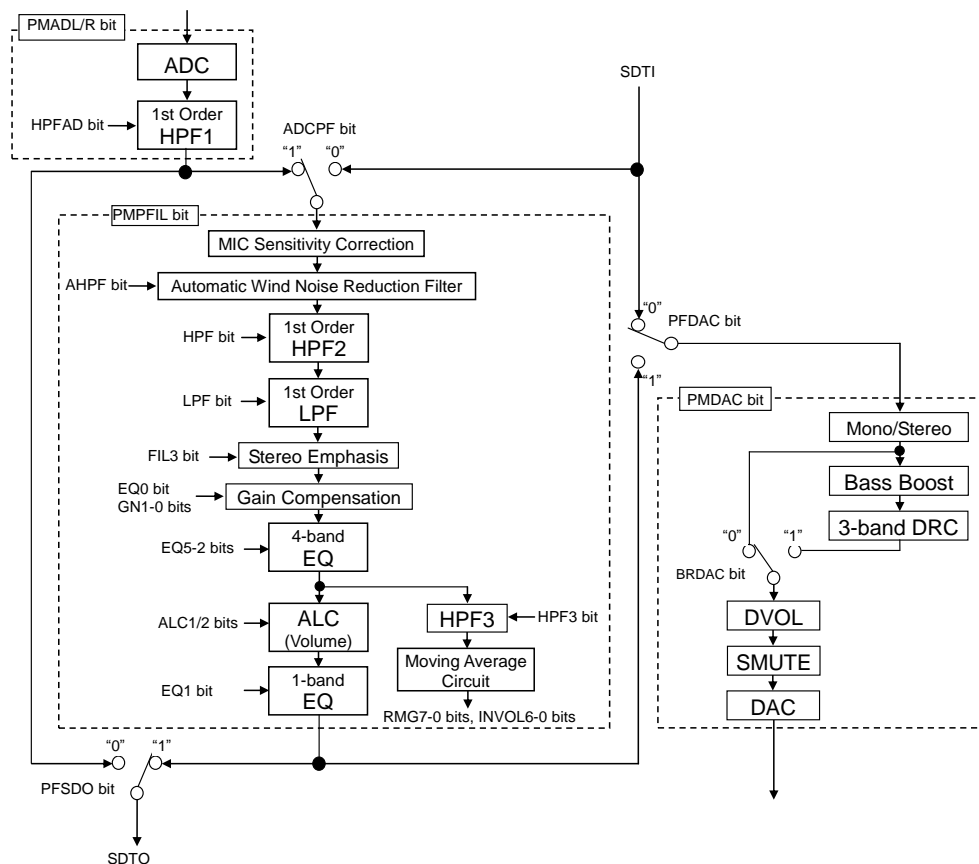 PMADL/R bit
ADC
HPFAD bit
1st Order
HPF1
SDTI
ADCPF bit
“1”
“0”
PMPFIL bit
MIC Sensitivity Correction
AHPF bit
Automatic Wind Noise Reduction Filter
HPF bit
1st Order
HPF2
LPF bit
1st Order
LPF
FIL3 bit
Stereo Emphasis
EQ0 bit
GN1-0 bits
Gain Compensation
EQ5-2 bits
4-band
EQ
ALC1/2 bits
ALC
(Volume)
HPF3
HPF3 bit
EQ1 bit
1-band
EQ
Moving Average
Circuit
RMG7-0 bits, INVOL6-0 bits
“0”
“1”
PFSDO bit
SDTO
“0”
PFDAC bit
“1”
PMDAC bit
Mono/Stereo
Bass Boost
3-band DRC
“0”
“1”
BRDAC bit
DVOL
SMUTE
DAC